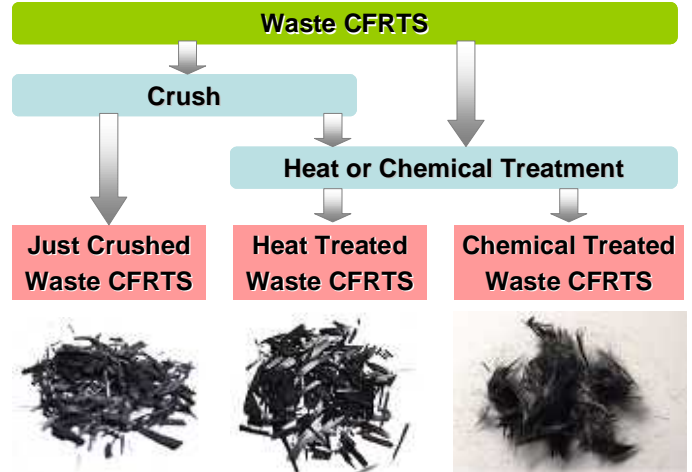 Waste CFRTS
Crush
Heat or Chemical Treatment
Just Crushed
Waste CFRTS
Heat Treated
Waste CFRTS
Chemical Treated
Waste CFRTS